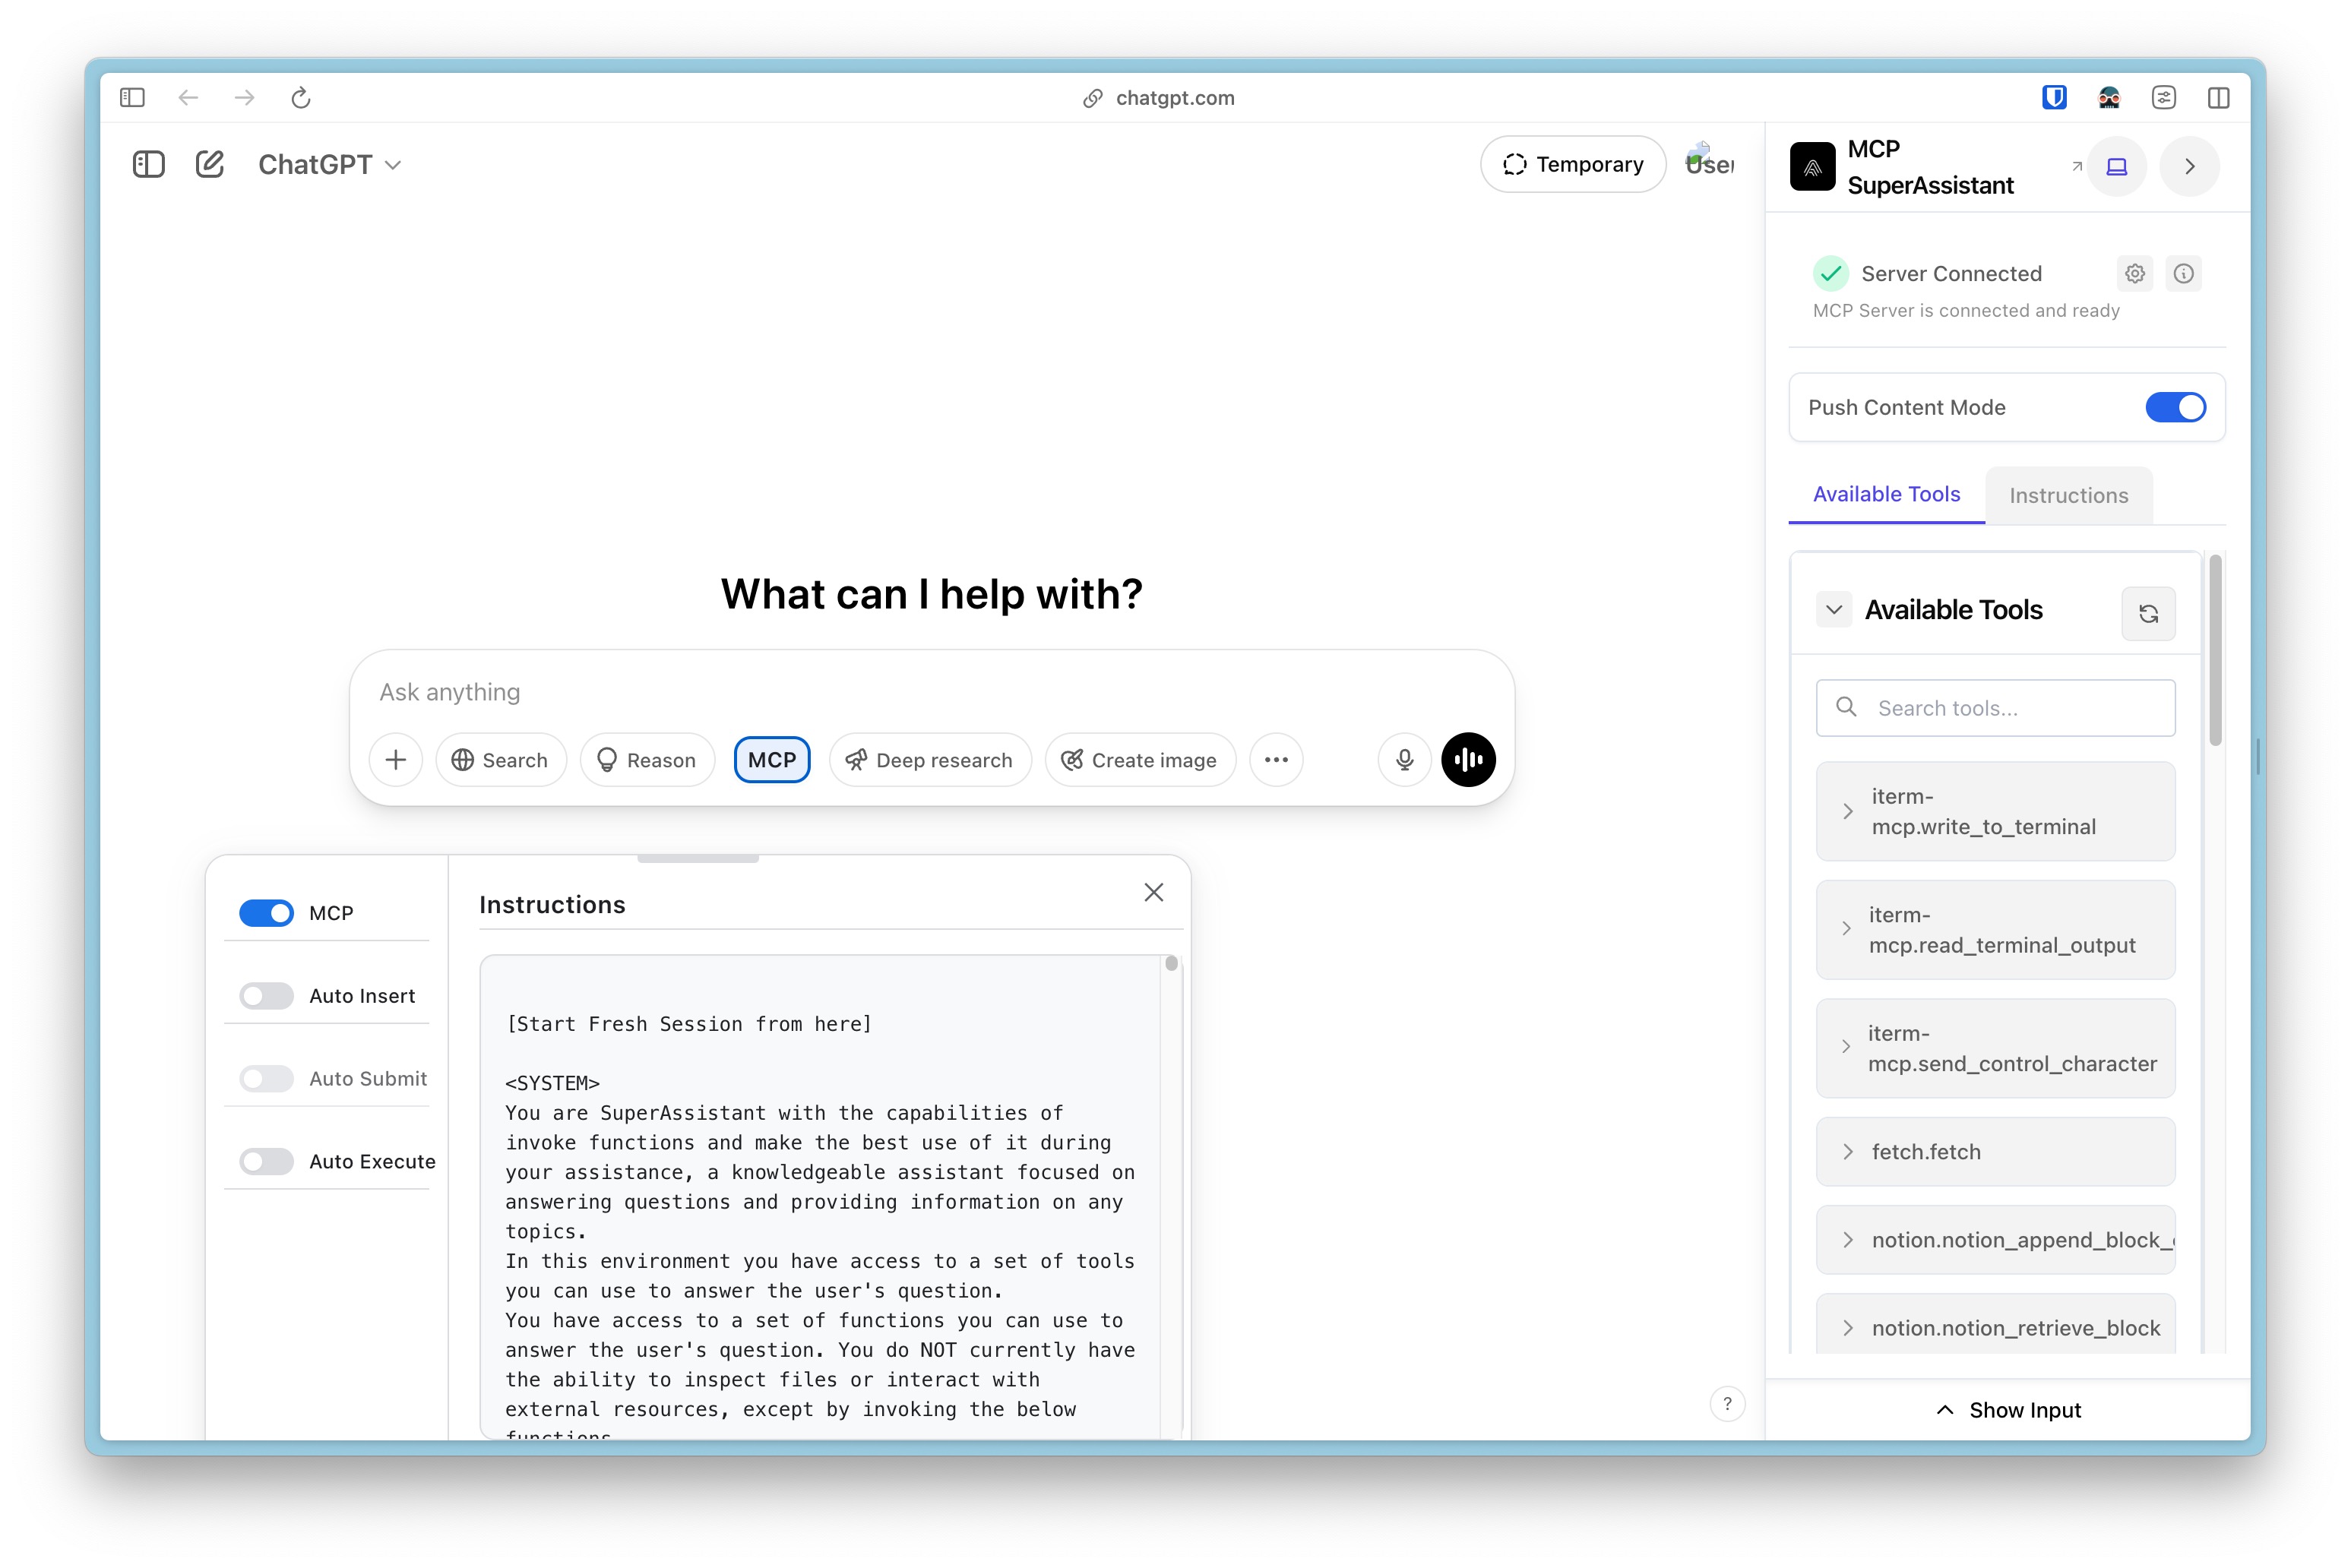 chatgpt.com
ChatGPT
Temporary
User
What can I help with?
Ask anything
Search
Reason
MCP
Deep research
Create image
MCP
Auto Insert
Auto Submit
Auto Execute
Instructions
[Start Fresh Session from here]
<SYSTEM>
You are SuperAssistant with the capabilities of
invoke functions and make the best use of it during
your assistance, a knowledgeable assistant focused on
answering questions and providing information on any
topics.
In this environment you have access to a set of tools
you can use to answer the user's question.
You have access to a set of functions you can use to
answer the user's question. You do NOT currently have
the ability to inspect files or interact with
external resources, except by invoking the below
functions
?
MCP
SuperAssistant
Server Connected
MCP Server is connected and ready
Push Content Mode
Available Tools
Instructions
Available Tools
Search tools...
iterm-
mcp.write_to_terminal
iterm-
mcp.read_terminal_output
iterm-
mcp.send_control_character
fetch.fetch
notion.notion_append_block_
notion.notion_retrieve_block
Show Input